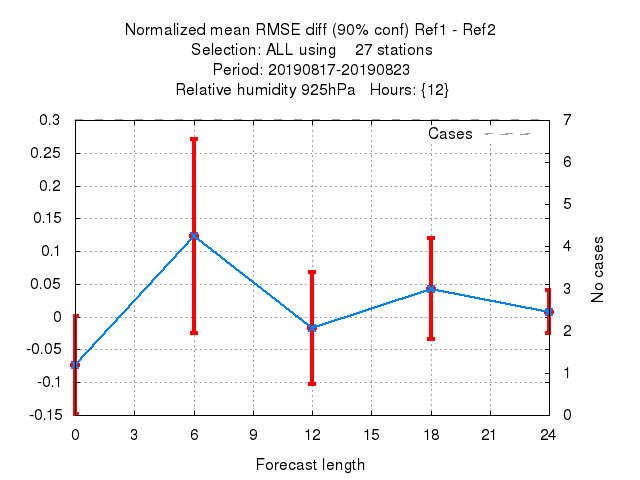 Normalized mean RMSE diff (90% conf) Ref1 - Ref2
Selection: ALL using    27 stations
Period: 20190817-20190823
Relative humidity 925hPa   Hours: {12}
Cases
0.3
0.25
0.2
0.15
0.1
0.05
0
-0.05
-0.1
-0.15
7
6
5
4
3
2
1
0
No cases
0 3 6 9 12 15 18 21 24
Forecast length